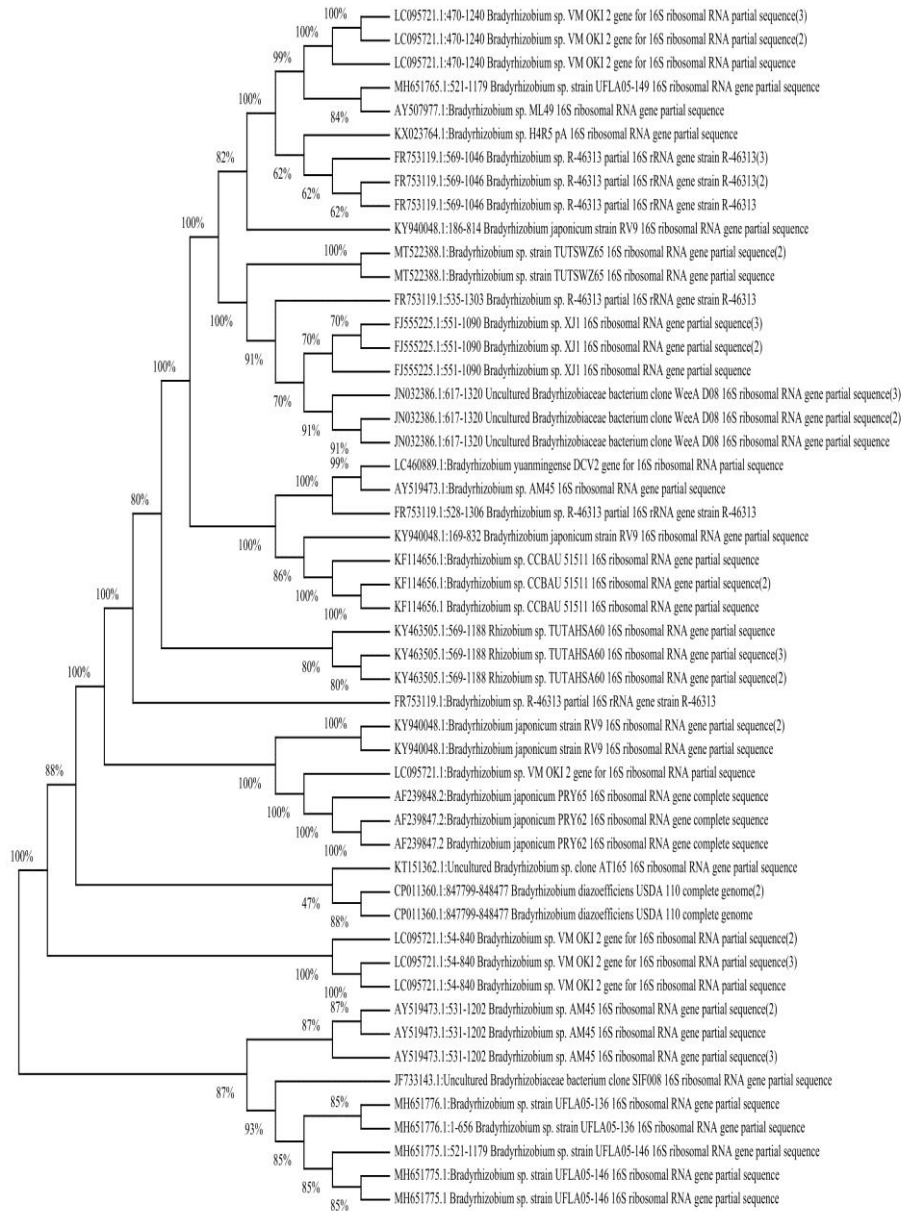 LC095721.1:470-1240 Bradyrhizobium sp. VM OKI 2 gene for 16S ribosomal RNA partial sequence(3)
LC095721.1:470-1240 Bradyrhizobium sp. VM OKI 2 gene for 16S ribosomal RNA partial sequence(2)
LC095721.1:470-1240 Bradyrhizobium sp. VM OKI 2 gene for 16S ribosomal RNA partial sequence
MH651765.1:521-1179 Bradyrhizobium sp. strain UFLA05-149 16S ribosomal RNA gene partial sequence
AY507977.1:Bradyrhizobium sp. ML49 16S ribosomal RNA gene partial sequence
KX023764.1:Bradyrhizobium sp. H4R5 pA 16S ribosomal RNA gene partial sequence
FR753119.1:569-1046 Bradyrhizobium sp. R-46313 partial 16S rRNA gene strain R-46313(3)
FR753119.1:569-1046 Bradyrhizobium sp. R-46313 partial 16S rRNA gene strain R-46313(2)
FR753119.1:569-1046 Bradyrhizobium sp. R-46313 partial 16S rRNA gene strain R-46313
KY940048.1:186-814 Bradyrhizobium japonicum strain RV9 16S ribosomal RNA gene partial sequence
MT522388.1:Bradyrhizobium sp. strain TUTSWZ65 16S ribosomal RNA gene partial sequence(2)
MT522388.1:Bradyrhizobium sp. strain TUTSWZ65 16S ribosomal RNA gene partial sequence
FR753119.1:535-1303 Bradyrhizobium sp. R-46313 partial 16S rRNA gene strain R-46313
FJ555225.1:551-1090 Bradyrhizobium sp. XJ1 16S ribosomal RNA gene partial sequence(3)
FJ555225.1:551-1090 Bradyrhizobium sp. XJ1 16S ribosomal RNA gene partial sequence(2)
FJ555225.1:551-1090 Bradyrhizobium sp. XJ1 16S ribosomal RNA gene partial sequence
JN032386.1:617-1320 Uncultured Bradyrhizobiaceae bacterium clone WeeA D08 16S ribosomal RNA gene partial sequence(3)
JN032386.1:617-1320 Uncultured Bradyrhizobiaceae bacterium clone WeeA D08 16S ribosomal RNA gene partial sequence(2)
JN032386.1:617-1320 Uncultured Bradyrhizobiaceae bacterium clone WeeA D08 16S ribosomal RNA gene partial sequence
LC460889.1:Bradyrhizobium yuanmingense DCV2 gene for 16S ribosomal RNA partial sequence
AY519473.1:Bradyrhizobium sp. AM45 16S ribosomal RNA gene partial sequence
FR753119.1:528-1306 Bradyrhizobium sp. R-46313 partial 16S rRNA gene strain R-46313
KY940048.1:169-832 Bradyrhizobium japonicum strain RV9 16S ribosomal RNA gene partial sequence
KF114656.1:Bradyrhizobium sp. CCBAU 51511 16S ribosomal RNA gene partial sequence
KF114656.1:Bradyrhizobium sp. CCBAU 51511 16S ribosomal RNA gene partial sequence(2)
KF114656.1 Bradyrhizobium sp. CCBAU 51511 16S ribosomal RNA gene partial sequence
KY463505.1:569-1188 Rhizobium sp. TUTAHSA60 16S ribosomal RNA gene partial sequence
KY463505.1:569-1188 Rhizobium sp. TUTAHSA60 16S ribosomal RNA gene partial sequence(3)
KY463505.1:569-1188 Rhizobium sp. TUTAHSA60 16S ribosomal RNA gene partial sequence(2)
FR753119.1:Bradyrhizobium sp. R-46313 partial 16S rRNA gene strain R-46313
KY940048.1:Bradyrhizobium japonicum strain RV9 16S ribosomal RNA gene partial sequence(2)
KY940048.1:Bradyrhizobium japonicum strain RV9 16S ribosomal RNA gene partial sequence
LC095721.1:Bradyrhizobium sp. VM OKI 2 gene for 16S ribosomal RNA partial sequence
AF239848.2:Bradyrhizobium japonicum PRY65 16S ribosomal RNA gene complete sequence
AF239847.2:Bradyrhizobium japonicum PRY62 16S ribosomal RNA gene complete sequence
AF239847.2 Bradyrhizobium japonicum PRY62 16S ribosomal RNA gene complete sequence
KT151362.1:Uncultured Bradyrhizobium sp. clone AT165 16S ribosomal RNA gene partial sequence
CP011360.1:847799-848477 Bradyrhizobium diazoefficiens USDA 110 complete genome(2)
CP011360.1:847799-848477 Bradyrhizobium diazoefficiens USDA 110 complete genome
LC095721.1:54-840 Bradyrhizobium sp. VM OKI 2 gene for 16S ribosomal RNA partial sequence(2)
LC095721.1:54-840 Bradyrhizobium sp. VM OKI 2 gene for 16S ribosomal RNA partial sequence(3)
LC095721.1:54-840 Bradyrhizobium sp. VM OKI 2 gene for 16S ribosomal RNA partial sequence
AY519473.1:531-1202 Bradyrhizobium sp. AM45 16S ribosomal RNA gene partial sequence(2)
AY519473.1:531-1202 Bradyrhizobium sp. AM45 16S ribosomal RNA gene partial sequence
AY519473.1:531-1202 Bradyrhizobium sp. AM45 16S ribosomal RNA gene partial sequence(3)
JF733143.1:Uncultured Bradyrhizobiaceae bacterium clone SIF008 16S ribosomal RNA gene partial sequence
MH651776.1:Bradyrhizobium sp. strain UFLA05-136 16S ribosomal RNA gene partial sequence
MH651776.1:1-656 Bradyrhizobium sp. strain UFLA05-136 16S ribosomal RNA gene partial sequence
MH651775.1:521-1179 Bradyrhizobium sp. strain UFLA05-146 16S ribosomal RNA gene partial sequence
MH651775.1:Bradyrhizobium sp. strain UFLA05-146 16S ribosomal RNA gene partial sequence
MH651775.1 Bradyrhizobium sp. strain UFLA05-146 16S ribosomal RNA gene partial sequence
100%
100%
100%
99%
84%
100%
100%
62%
62%
62%
82%
100%
100%
100%
70%
70%
91%
70%
91%
91%
100%
99%
100%
100%
86%
100%
100%
80%
80%
80%
100%
100%
100%
100%
100%
100%
100%
88%
47%
88%
100%
100%
100%
87%
87%
87%
85%
93%
85%
85%